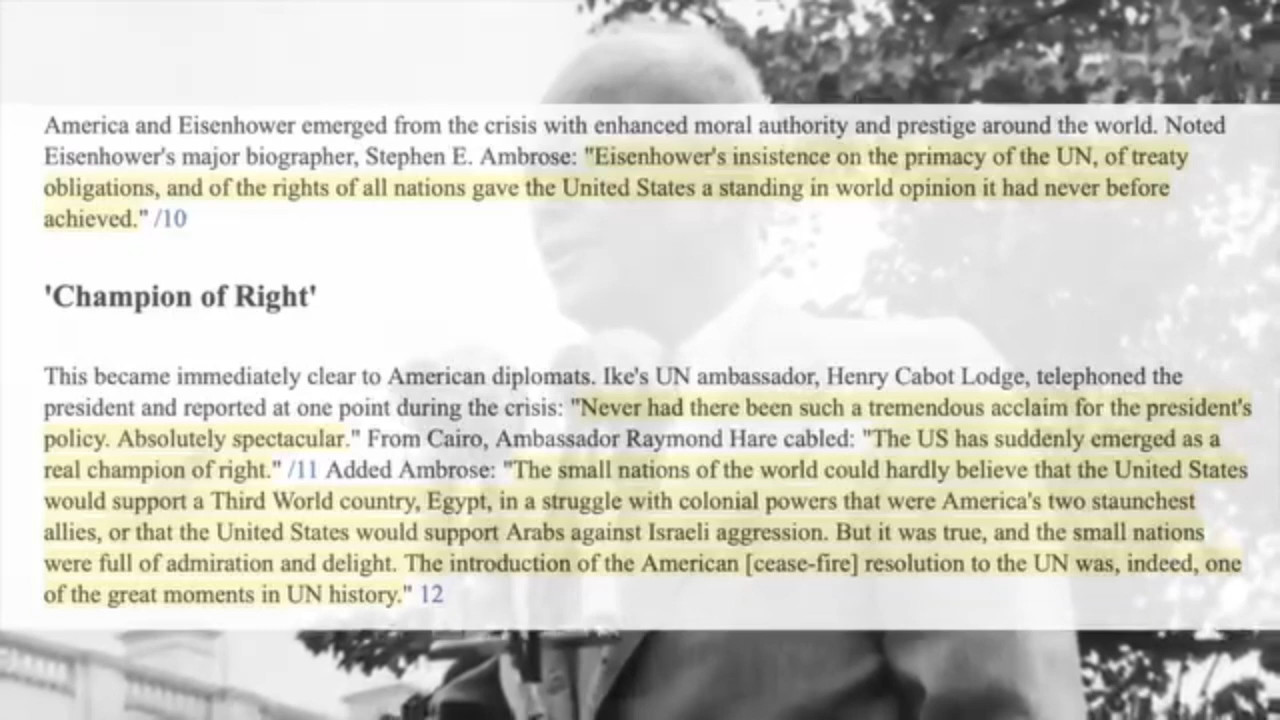 America and Eisenhower emerged from the crisis with enhanced moral authority and prestige around the world. Noted
Eisenhower's major biographer, Stephen E. Ambrose: "Eisenhower's insistence on the primacy of the UN, of treaty
obligations, and of the rights of all nations gave the United States a standing in world opinion it had never before
achieved." /10
'Champion of Right'
This became immediately clear to American diplomats. Ike's UN ambassador, Henry Cabot Lodge, telephoned the
president and reported at one point during the crisis: "Never had there been such a tremendous acclaim for the president's
policy. Absolutely spectacular." From Cairo, Ambassador Raymond Hare cabled: "The US has suddenly emerged as a
real champion of right." /11 Added Ambrose: "The small nations of the world could hardly believe that the United States
would support a Third World country, Egypt, in a struggle with colonial powers that were America's two staunchest
allies, or that the United States would support Arabs against Israeli aggression. But it was true, and the small nations
were full of admiration and delight. The introduction of the American [cease-fire] resolution to the UN was, indeed, one
of the great moments in UN history." 12